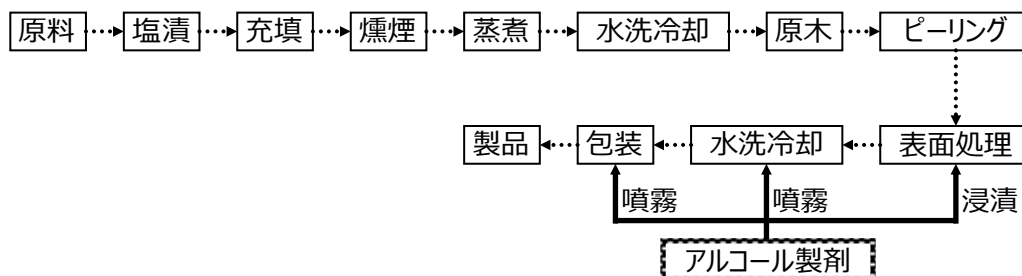 原料
塩漬
充填
燻煙
蒸煮
水洗冷却
原木
ピーリング
製品
包装
水洗冷却
表面処理
噴霧
噴霧
浸漬
アルコール製剤